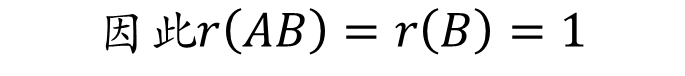 因此r(AB) = r(B) = 1